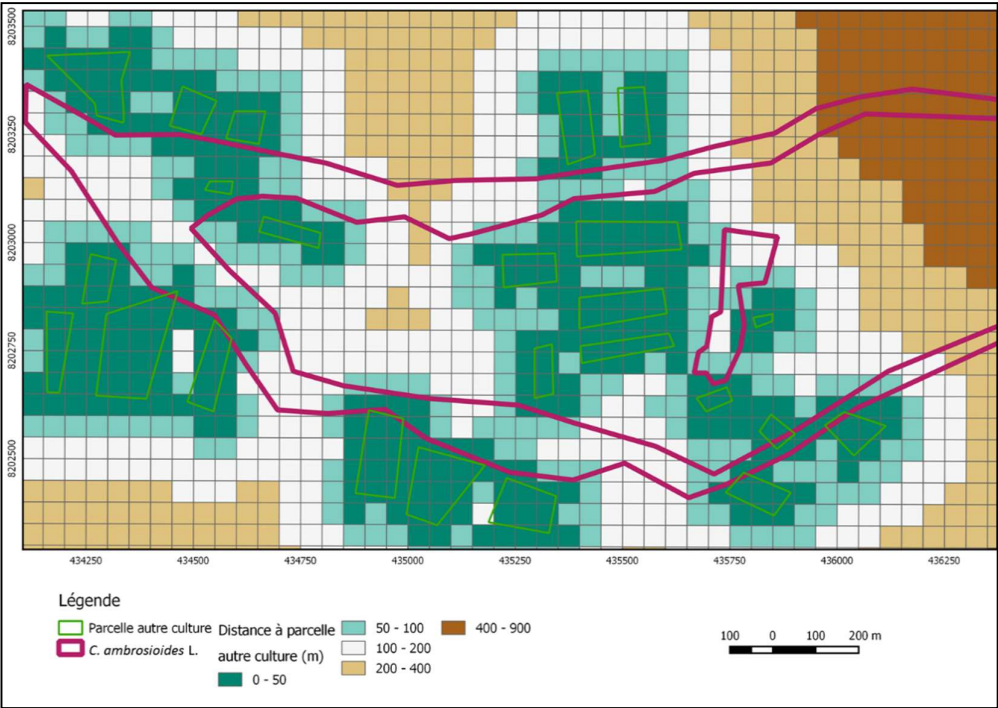 8203500
8203250
8203000
8202750
8202500
434250 434500 434750 435000 435250 435500 435750 436000 436250
Légende
Parcelle autre culture
C. ambrosioides L.
Distance à parcelle
autre culture (m)
0 - 50
50 - 100
100 - 200
200 - 400
400 - 900
100 0 100 200 m